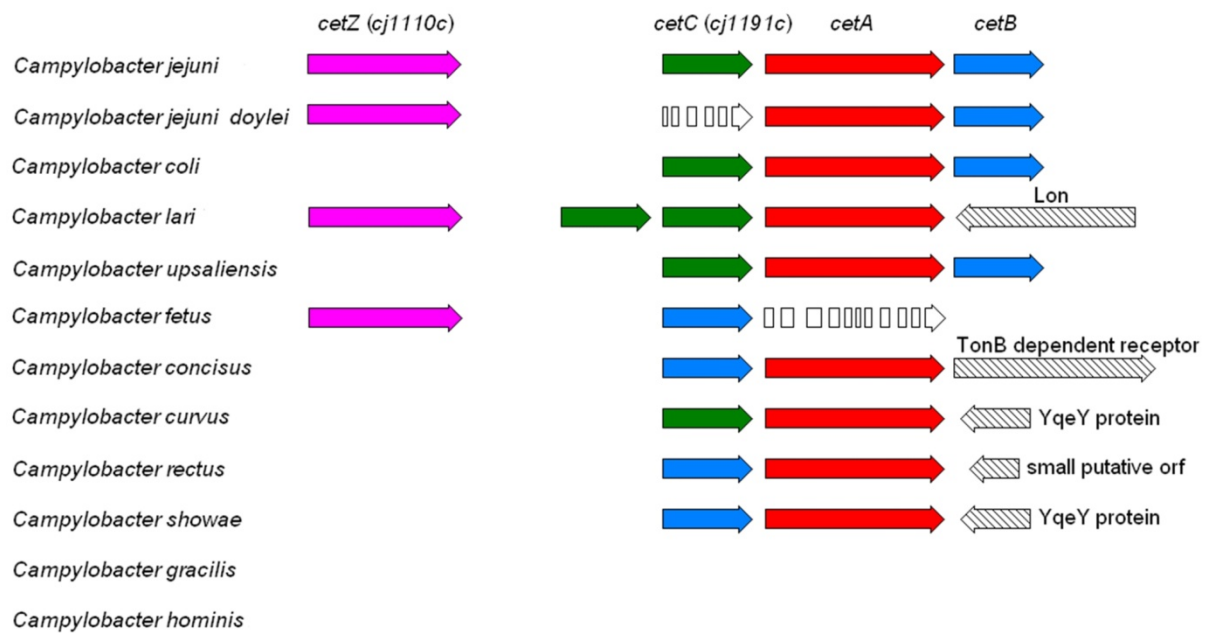 cetZ (cj1110c) cetC (cj1191c) cetA cetB
Campylobacter jejuni
Campylobacter jejuni doylei
Campylobacter coli
Lon
Campylobacter lari
Campylobacter upsaliensis
Campylobacter fetus
TonB dependent receptor
Campylobacter concisus
Campylobacter curvus YqeY protein
Campylobacter rectus small putative orf
Campylobacter showae YqeY protein
Campylobacter gracilis
Campylobacter hominis